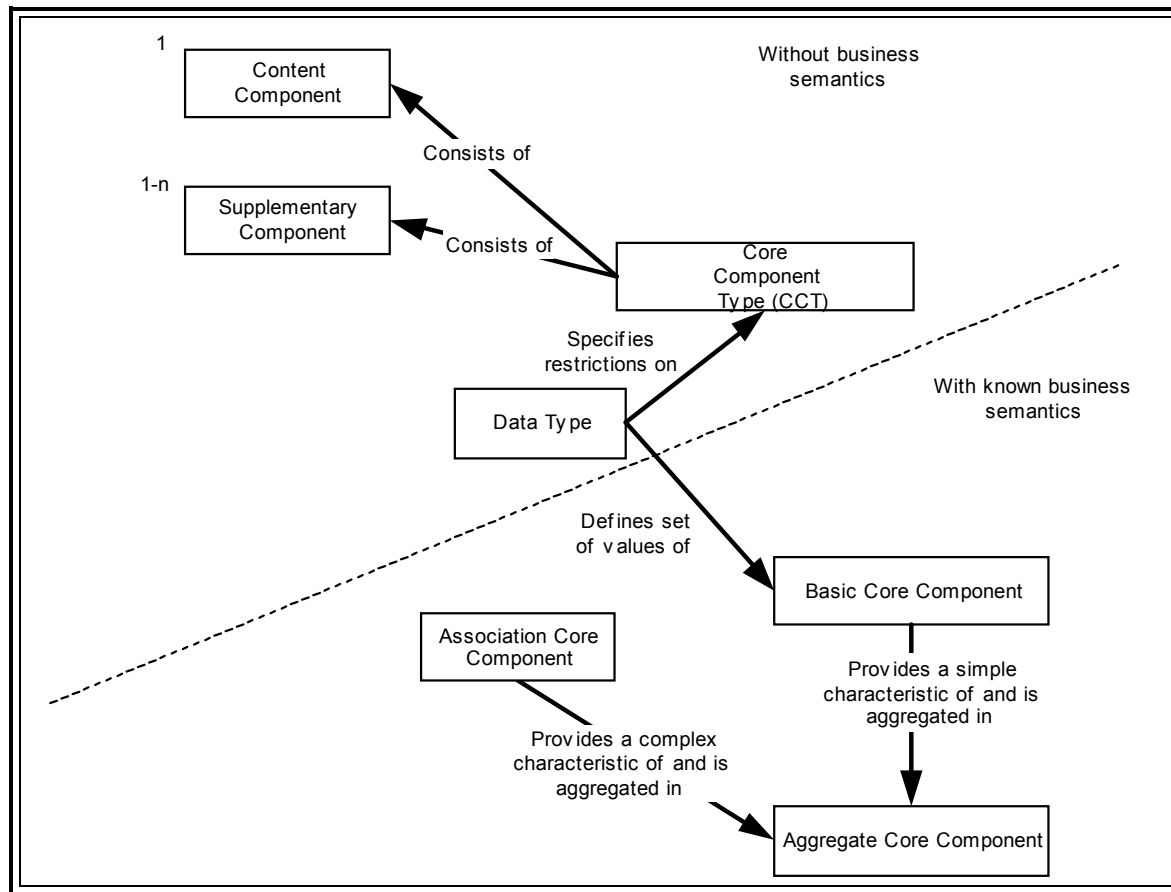 1
Content
Component
Without business
semantics
Consists of
1-n
Supplementary
Component
Consists of
Core
Component
Type (CCT)
Specifies
restrictions on
Data Type
With known business
semantics
Defines set
of values of
Basic Core Component
Association Core
Component
Provides a simple
characteristic of and is
aggregated in
Provides a complex
characteristic of and is
aggregated in
Aggregate Core Component